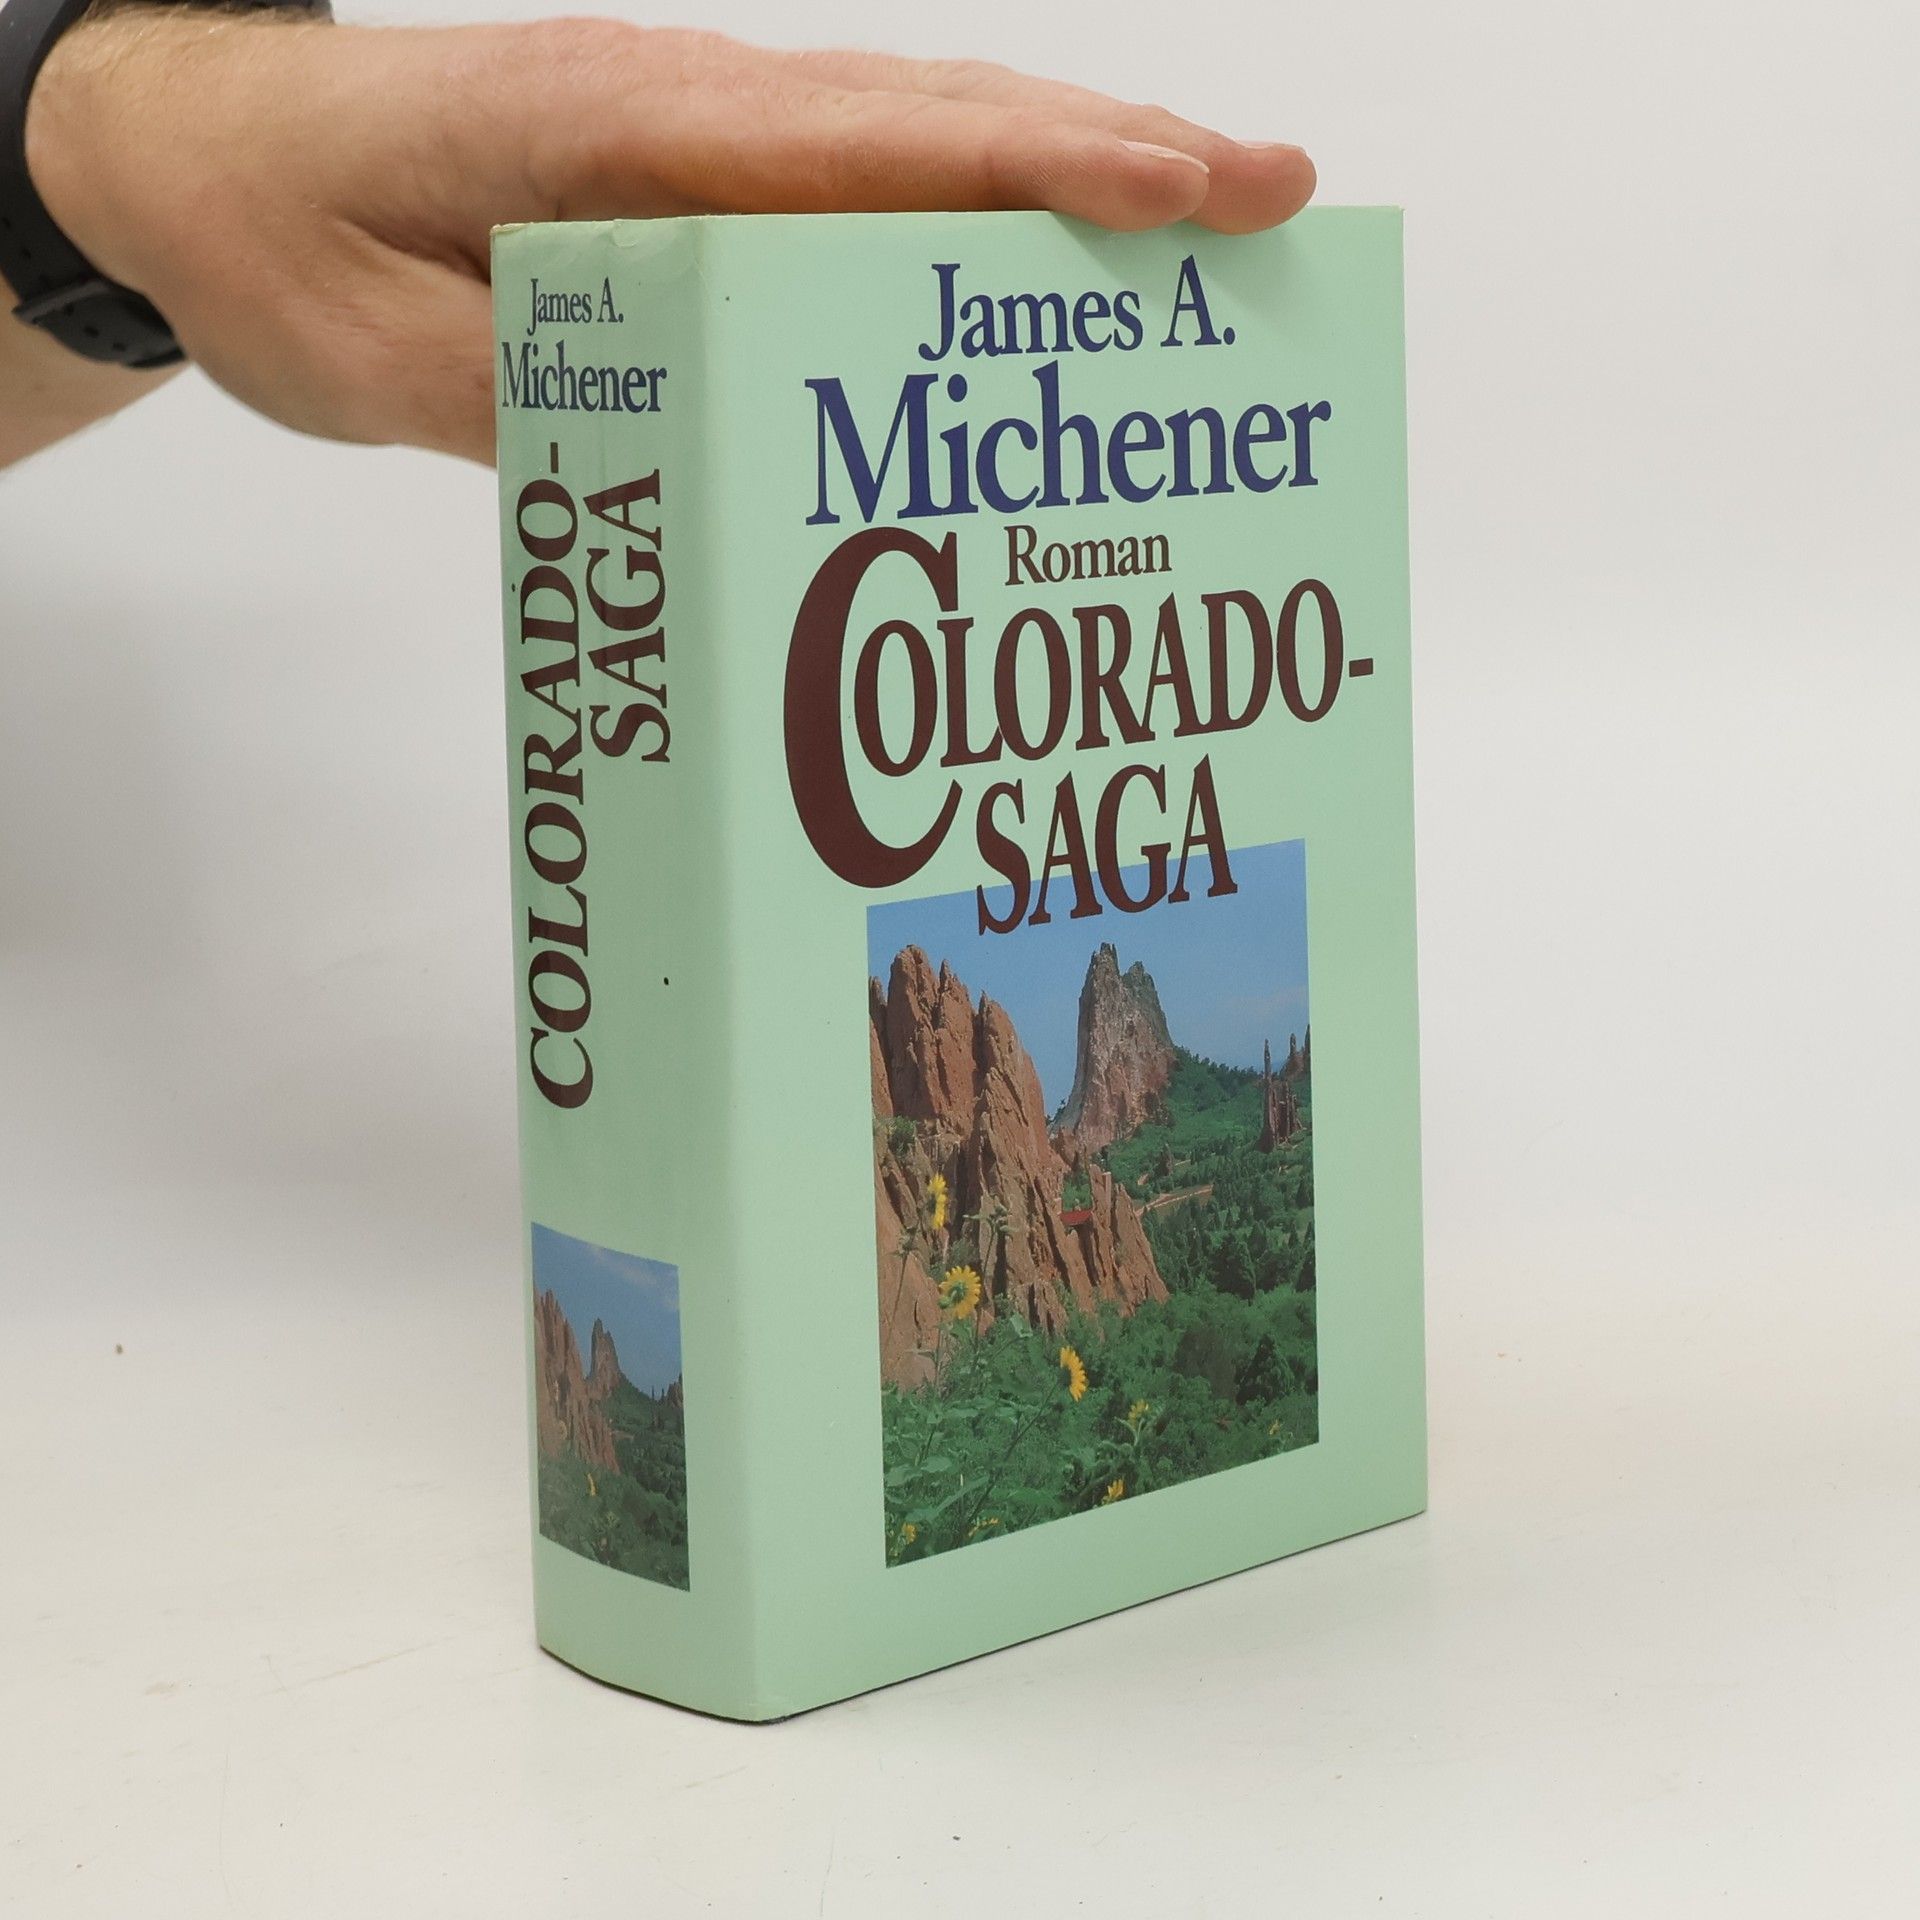 James A.
Michener
COLORADO-
SAGA
James A.
Michener
Roman
COLORADO-
SAGA